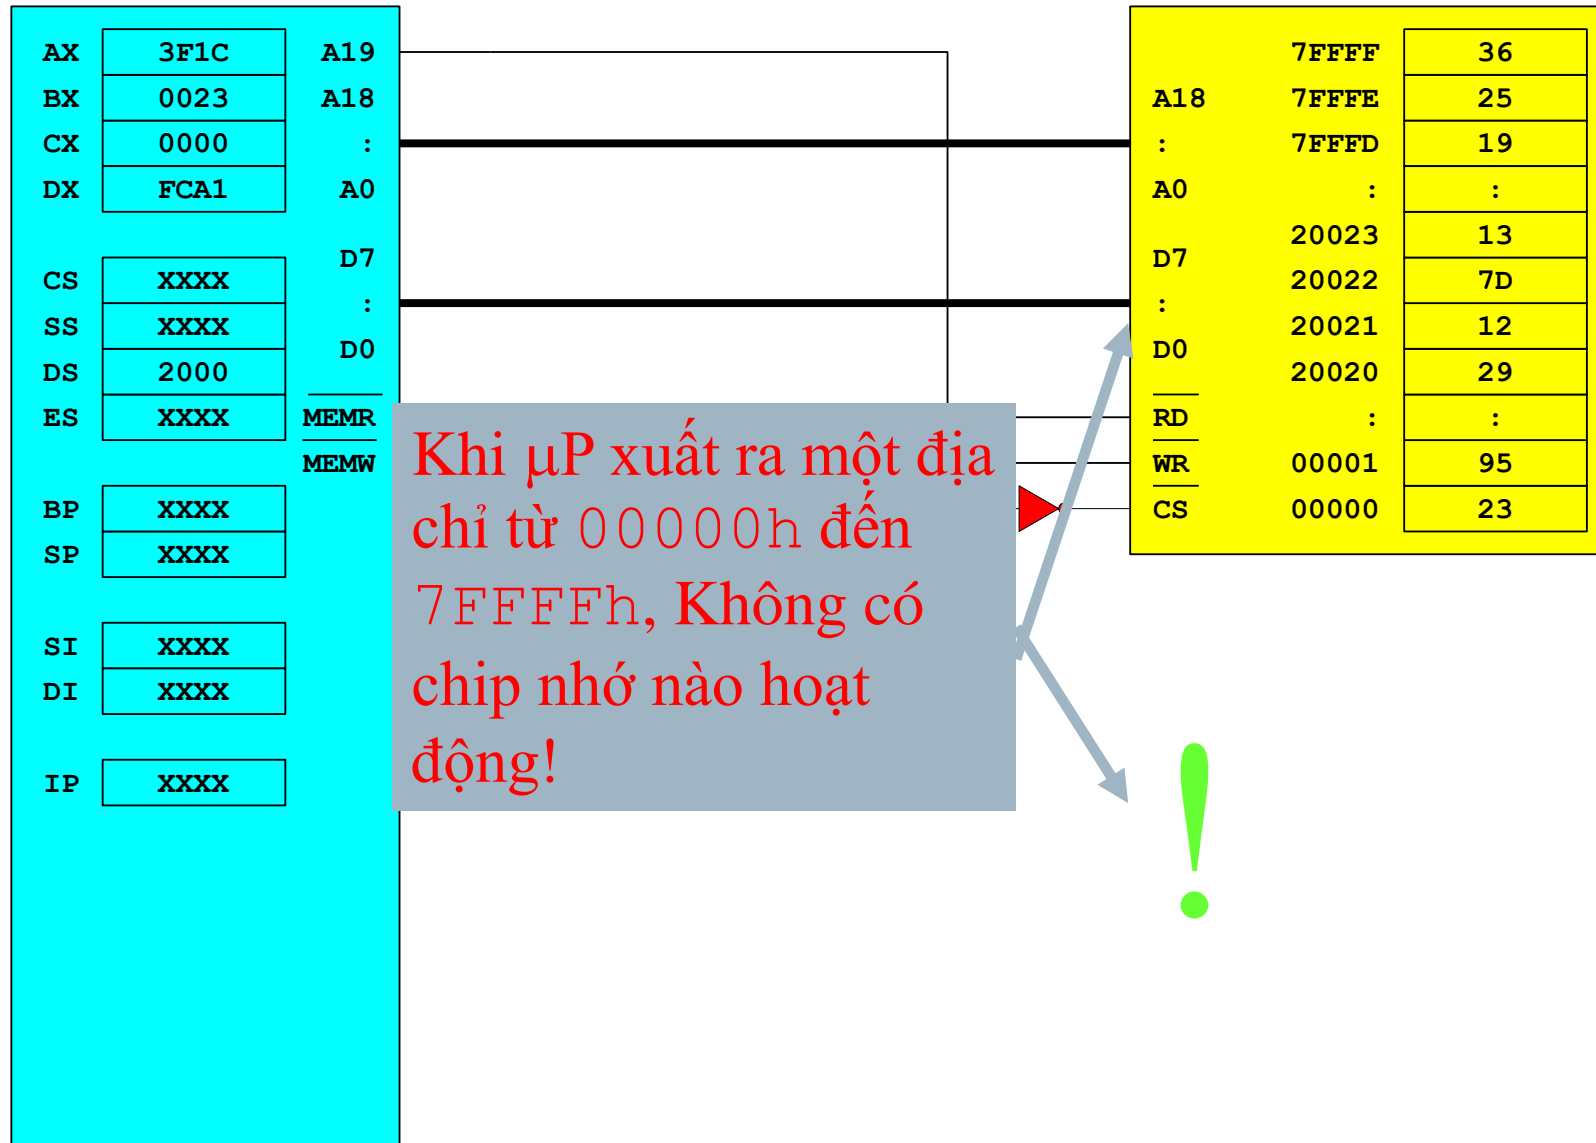 AX 3F1C A19
BX 0023 A18
CX 0000 :
DX FCA1 A0
D7
CS XXXX
:
SS XXXX
D0
DS 2000
ES XXXX MEMR
MEMW
BP XXXX
SP XXXX
SI XXXX
DI XXXX
IP XXXX
Khi µP xuất ra một địa
chỉ từ 00000h đến
7FFFFh, Không có
chip nhớ nào hoạt
động!
7FFFF 36
A18 7FFFE 25
: 7FFFD 19
A0 : :
20023 13
D7
20022 7D
:
20021 12
D0
20020 29
RD : :
WR 00001 95
CS 00000 23
!